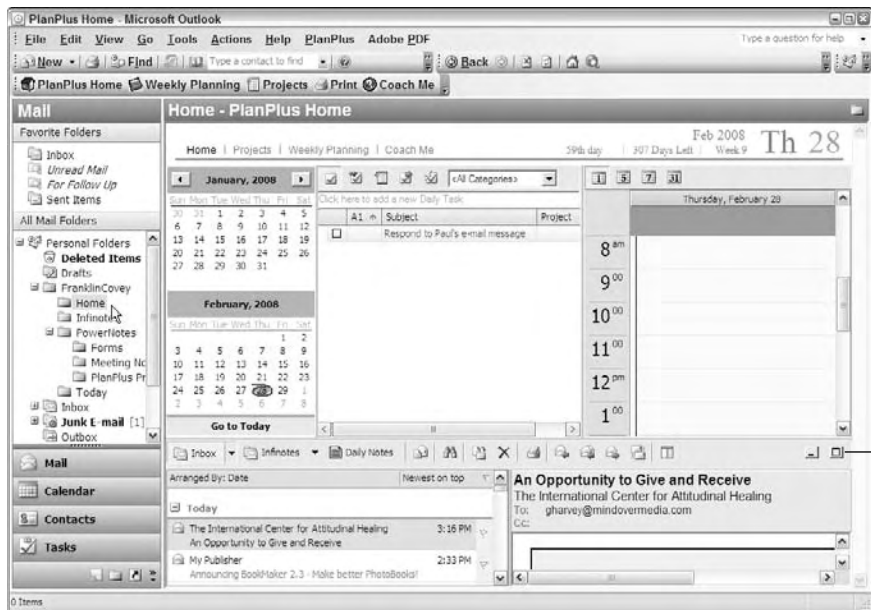 PlanPlus Home - Microsoft Outlook
File Edit View Go Tools Actions Help PlanPlus Adobe PDF Type a question for help
New Find Type a contact to find Back
PlanPlus Home Weekly Planning Projects Print Coach Me
Mail
Home - PlanPlus Home
Favorite Folders
Inbox
Unread Mail
For Follow Up
Sent Items
All Mail Folders
Personal Folders
Deleted Items
Drafts
FranklinCovey
Home
Infinotes
PowerNotes
Forms
Meeting No
PlanPlus Pr
Today
Inbox
Junk E-mail [1]
Outbox
Mail
Calendar
Contacts
Tasks
Home | Projects | Weekly Planning | Coach Me
59th day | 307 Days Left | Feb 2008 Week 9 Th 28
January, 2008
Sun Mon Tue Wed Thu Fri Sat
30 31 1 2 3 4 5
6 7 8 9 10 11 12
13 14 15 16 17 18 19
20 21 22 23 24 25 26
27 28 29 30 31
February, 2008
Sun Mon Tue Wed Thu Fri Sat
1 2
3 4 5 6 7 8 9
10 11 12 13 14 15 16
17 18 19 20 21 22 23
24 25 26 27 28 29 1
2 3 4 5 6 7 8
Go to Today
<All Categories>
Click here to add a new Daily Task
A1 Subject Project
Respond to Paul's e-mail message
1 5 7 31
Thursday, February 28
8 am
9 00
10 00
11 00
12 pm
1 00
Inbox Infinotes Daily Notes
Arranged By: Date Newest on top
Today
The International Center for Attitudinal Healing 3:16 PM
An Opportunity to Give and Receive
My Publisher 2:33 PM
Announcing BookMaker 2.3 - Make better PhotoBooks!
An Opportunity to Give and Receive
The International Center for Attitudinal Healing
To: gharvey@mindovermedia.com
Cc:
0 Items